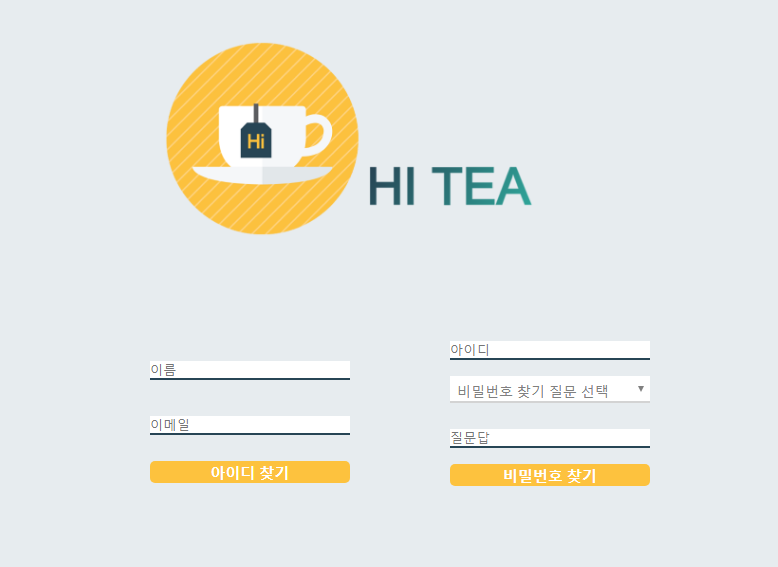 Hi
HI TEA
이름
이메일
아이디 찾기
아이디
비밀번호 찾기 질문 선택
질문답
비밀번호 찾기